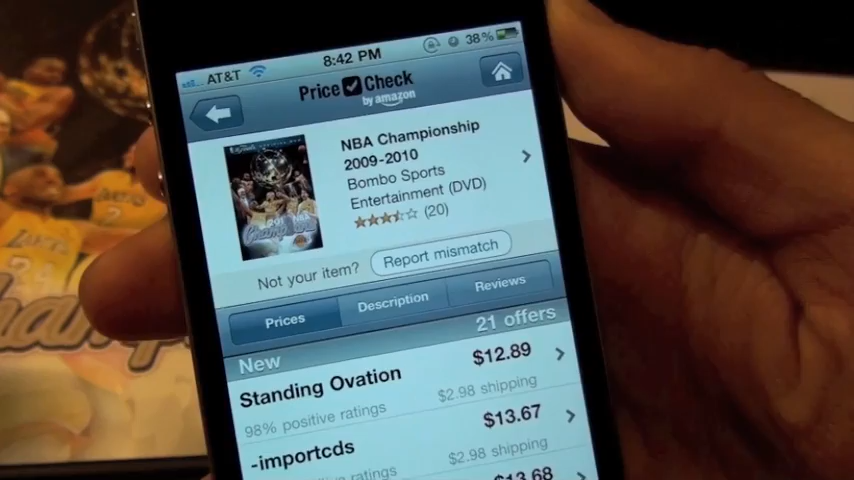 AT&T 8:42 PM 38%
Price Check
by amazon
NBA Championship
2009-2010
Bombo Sports
Entertainment (DVD)
(20)
Not your item? Report mismatch
Prices Description Reviews
New 21 offers
Standing Ovation $12.89
98% positive ratings $2.98 shipping
-importcds $13.67
ratings $2.98 shipping
$13.68